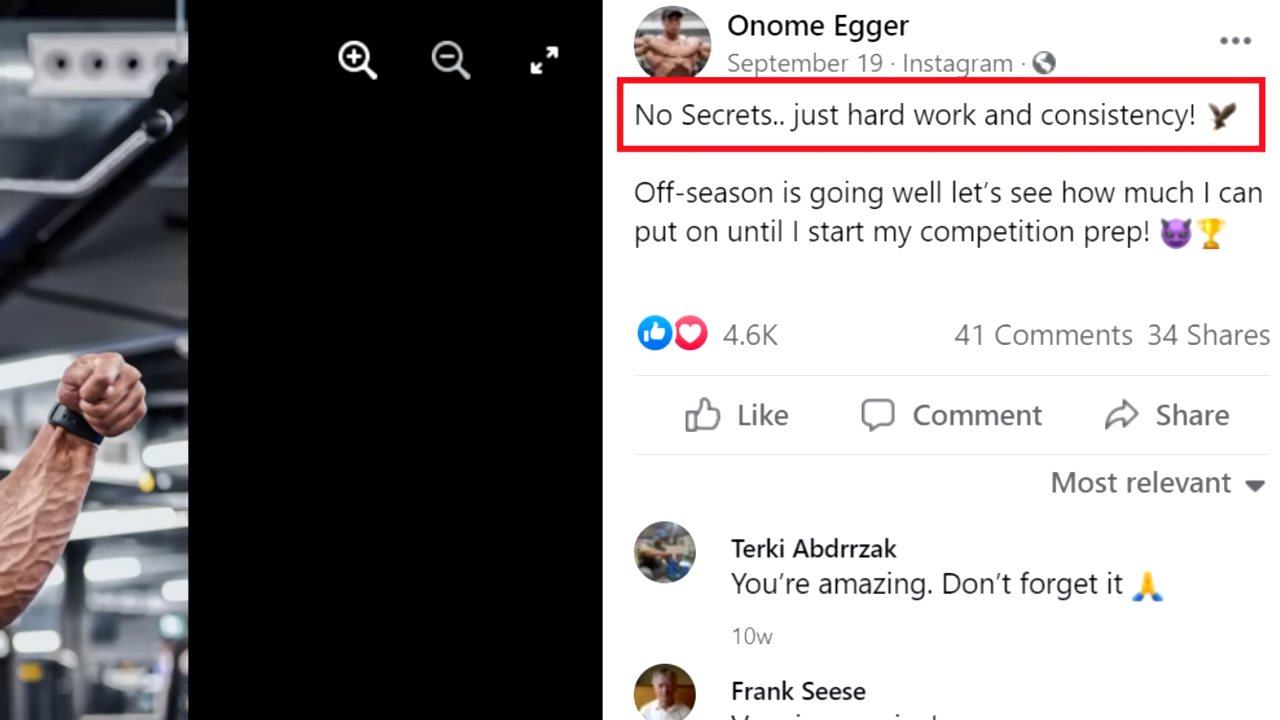 Onome Egger
September 19 · Instagram ·
No Secrets.. just hard work and consistency! 🦅
Off-season is going well let's see how much I can
put on until I start my competition prep! 😈🏆
4.6K
41 Comments 34 Shares
Like Comment Share
Most relevant
Terki Abdrrzak
You're amazing. Don't forget it 🙏
10w
Frank Seese